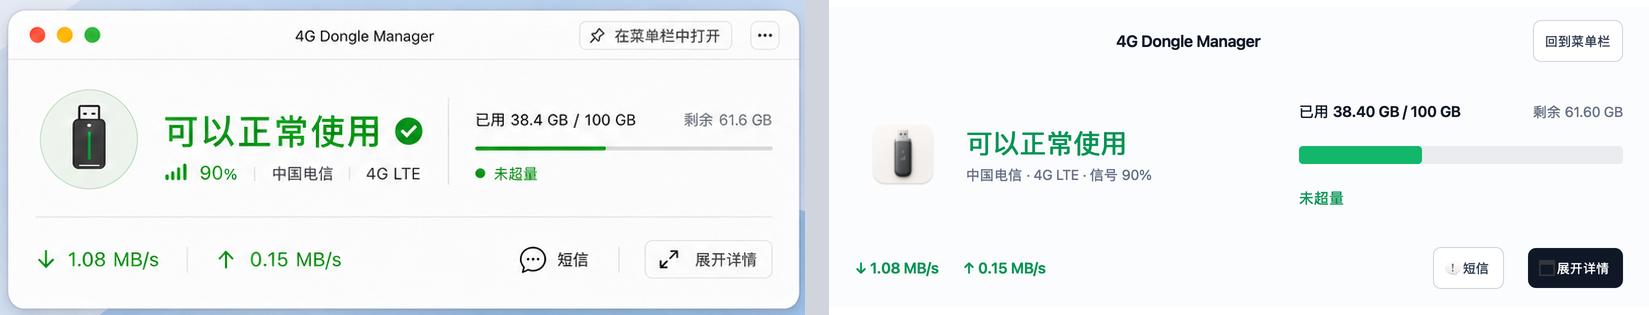 4G Dongle Manager
在菜单栏中打开
可以正常使用
90%
中国电信
4G LTE
已用 38.4 GB / 100 GB
剩余 61.6 GB
未超量
1.08 MB/s
0.15 MB/s
短信
展开详情
4G Dongle Manager
回到菜单栏
可以正常使用
中国电信 · 4G LTE · 信号 90%
已用 38.40 GB / 100 GB
剩余 61.60 GB
未超量
↓ 1.08 MB/s
↑ 0.15 MB/s
短信
展开详情